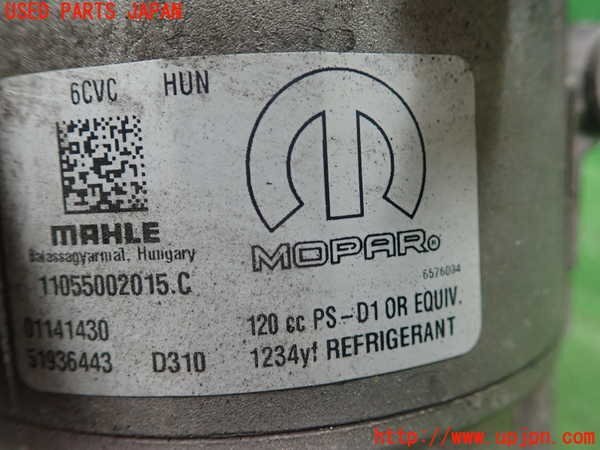 USED PARTS JAPAN
6CVC HUN
MAHLE
Balassagyarmat, Hungary
11055002015.C
01141430
51936443 D310
MOPAR®
6576034
120 cc PS-D1 OR EQUIV.
1234yf REFRIGERANT
http://www.upjpn.com/